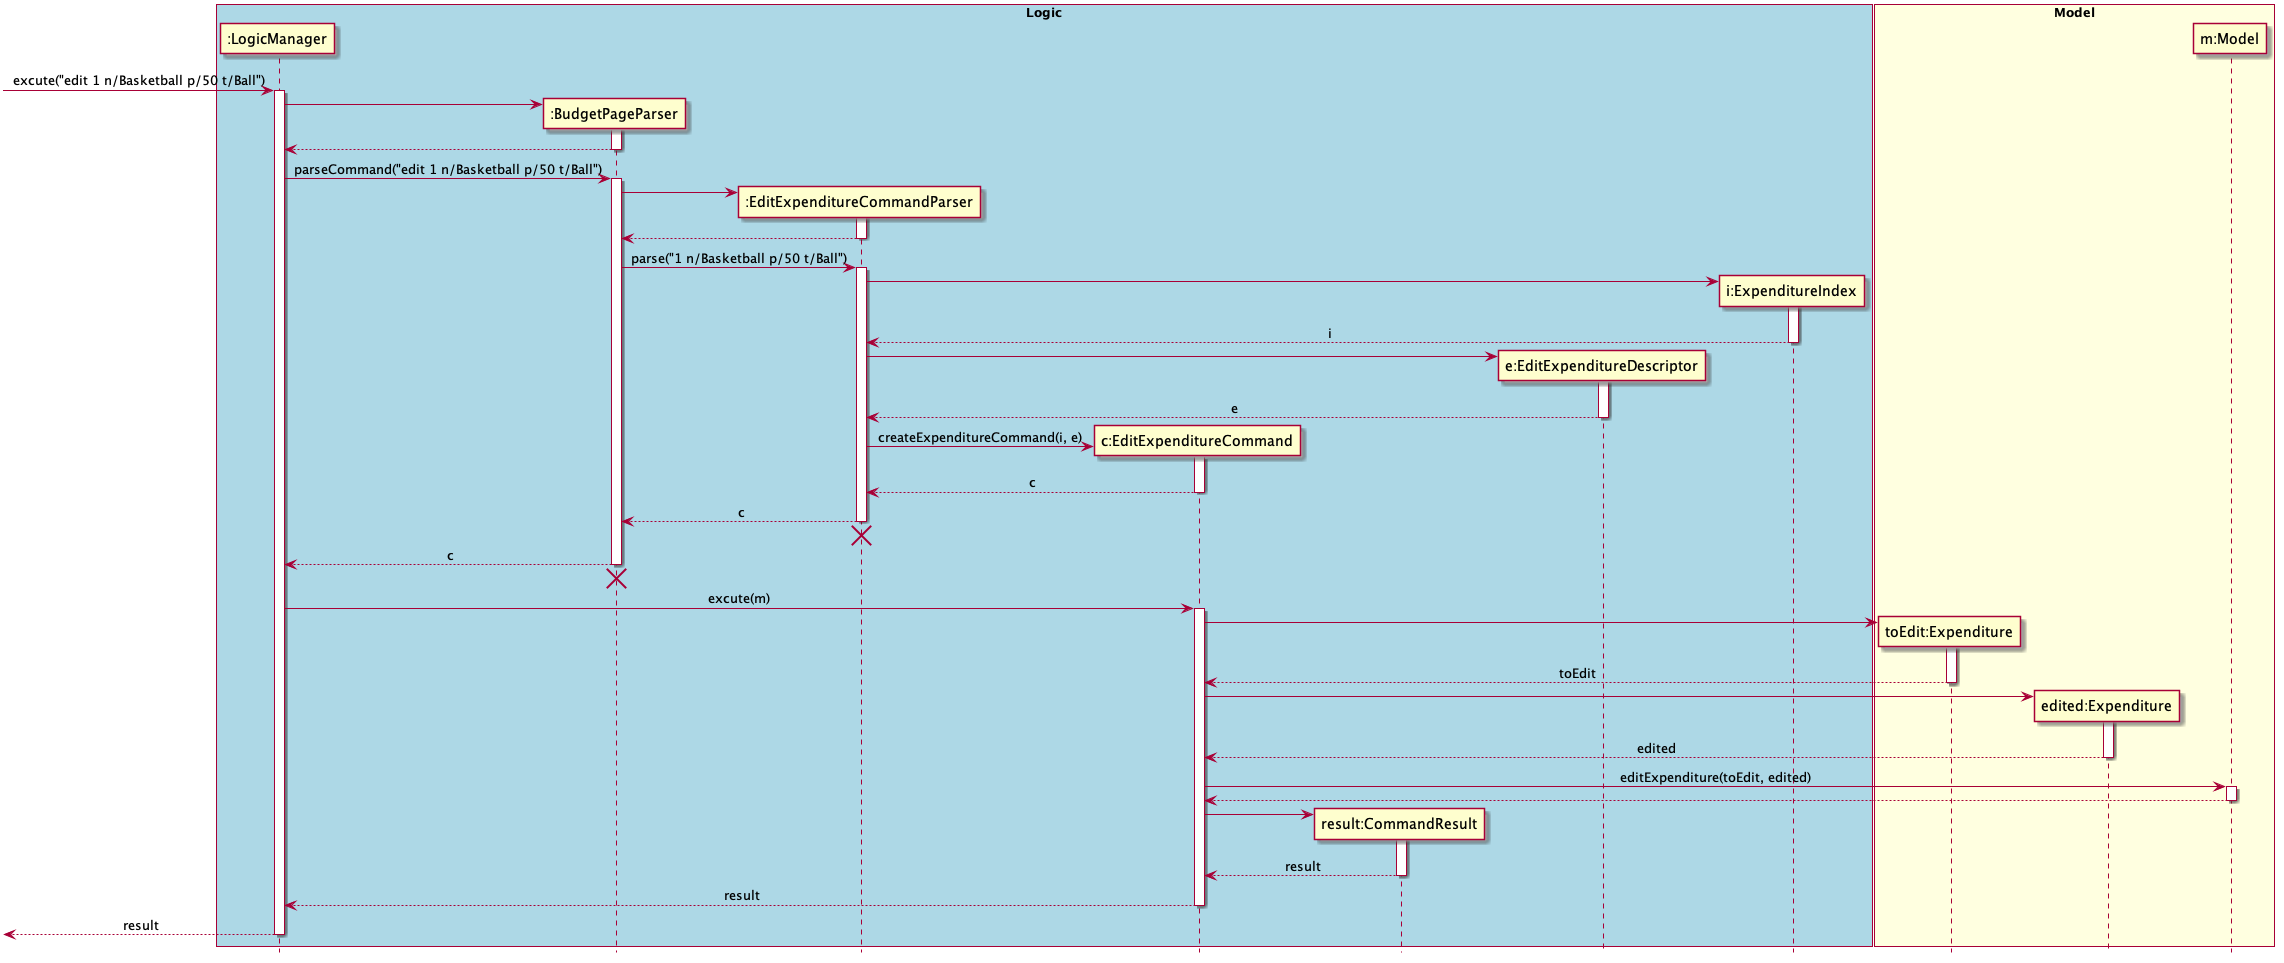 Logic
Model
:LogicManager
m:Model
excute("edit 1 n/Basketball p/50 t/Ball")
:BudgetPageParser
parseCommand("edit 1 n/Basketball p/50 t/Ball")
:EditExpenditureCommandParser
parse("1 n/Basketball p/50 t/Ball")
i:ExpenditureIndex
i
e:EditExpenditureDescriptor
e
createExpenditureCommand(i, e)
c:EditExpenditureCommand
c
c
c
excute(m)
toEdit:Expenditure
toEdit
edited:Expenditure
edited
editExpenditure(toEdit, edited)
result:CommandResult
result
result
result